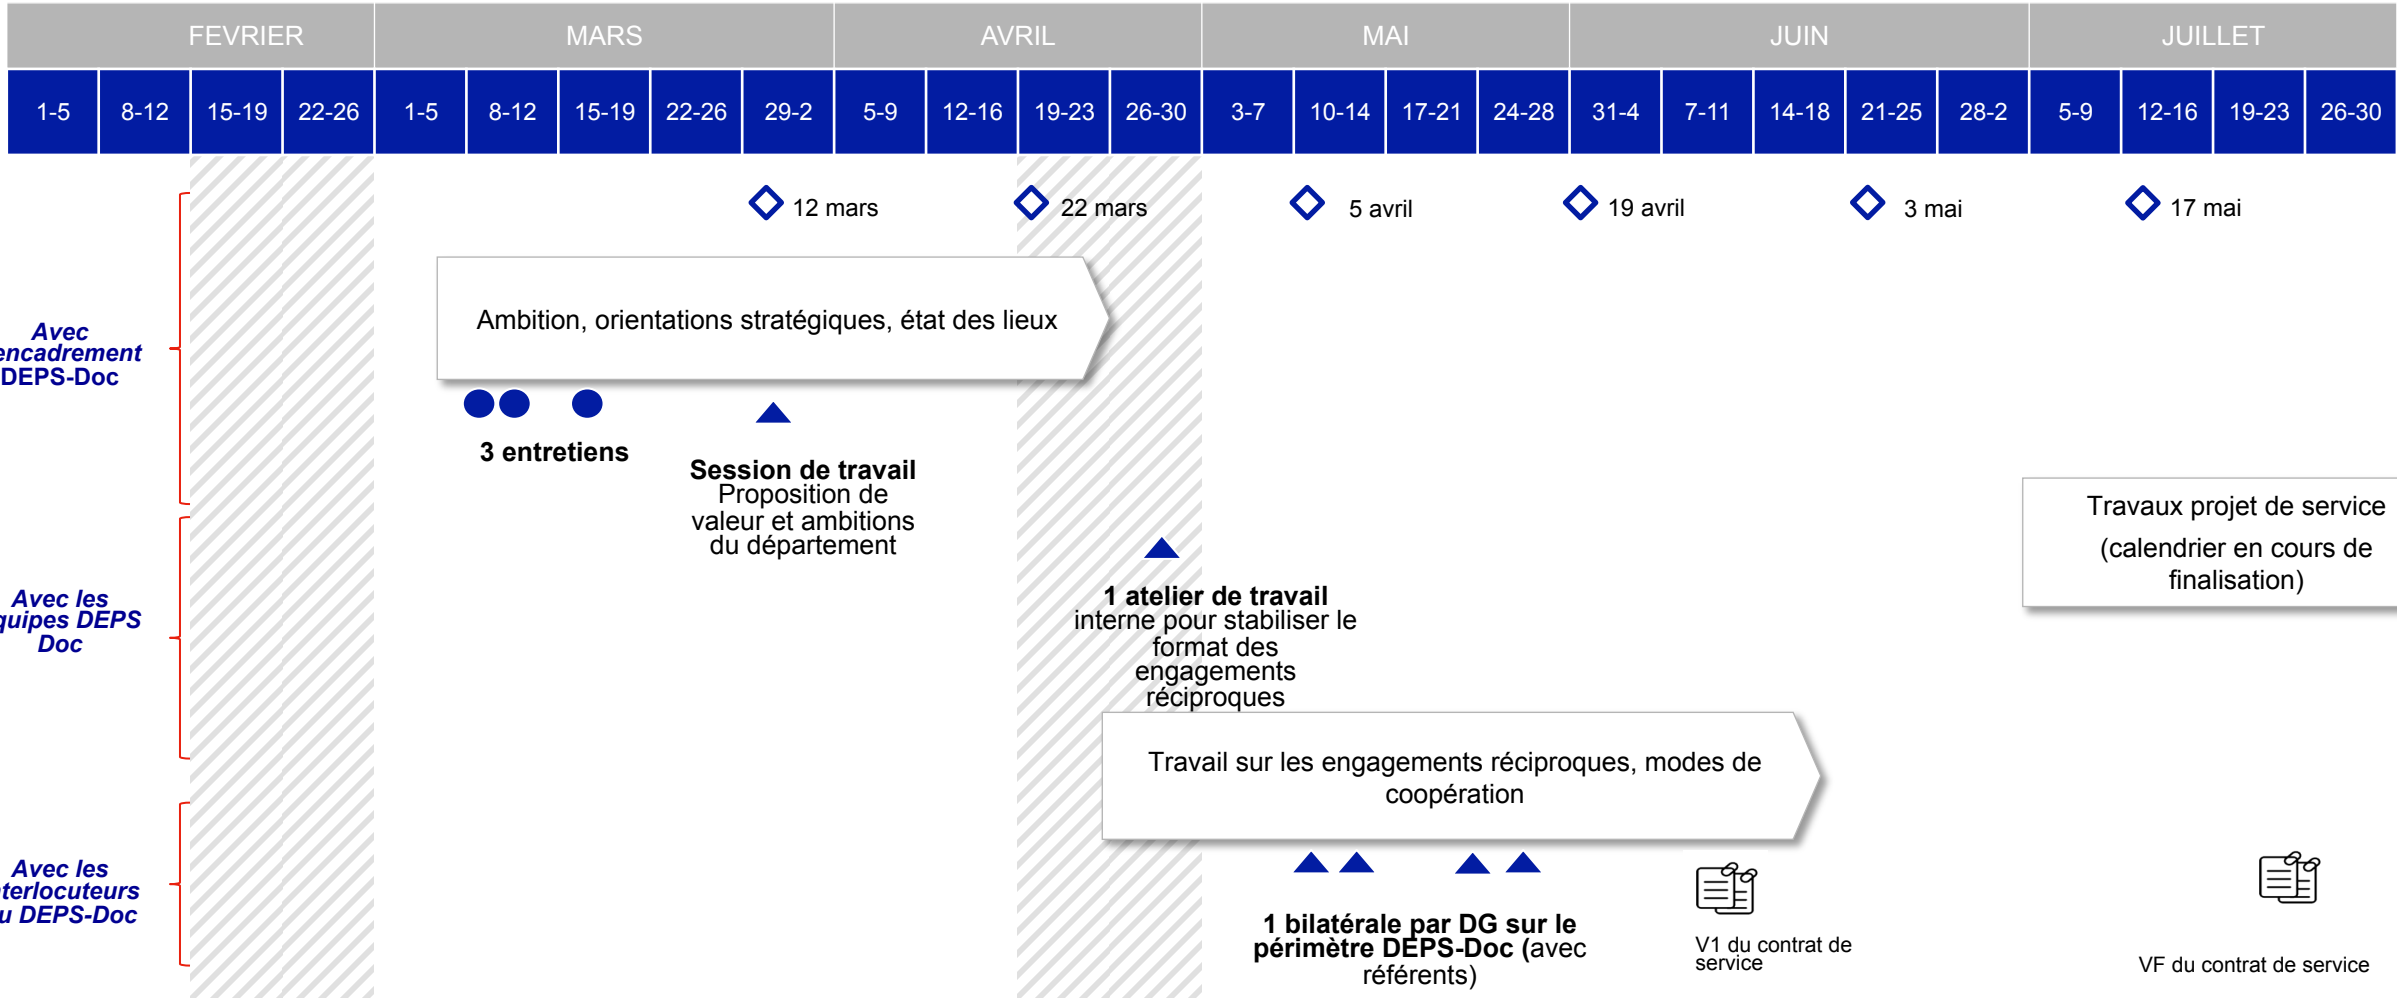 FEVRIER MARS AVRIL MAI JUIN JUILLET
1-5 8-12 15-19 22-26 1-5 8-12 15-19 22-26 29-2 5-9 12-16 19-23 26-30 3-7 10-14 17-21 24-28 31-4 7-11 14-18 21-25 28-2 5-9 12-16 19-23 26-30
12 mars 22 mars 5 avril 19 avril 3 mai 17 mai
Ambition, orientations stratégiques, état des lieux
Avec
encadrement
DEPS-Doc
3 entretiens
Session de travail
Proposition de
valeur et ambitions
du département
Travaux projet de service
(calendrier en cours de
finalisation)
1 atelier de travail
interne pour stabiliser le
format des
engagements
réciproques
Avec les
quipes DEPS
Doc
Travail sur les engagements réciproques, modes de
coopération
Avec les
nterlocuteurs
u DEPS-Doc
1 bilatérale par DG sur le
périmètre DEPS-Doc (avec
référents)
V1 du contrat de
service
VF du contrat de service